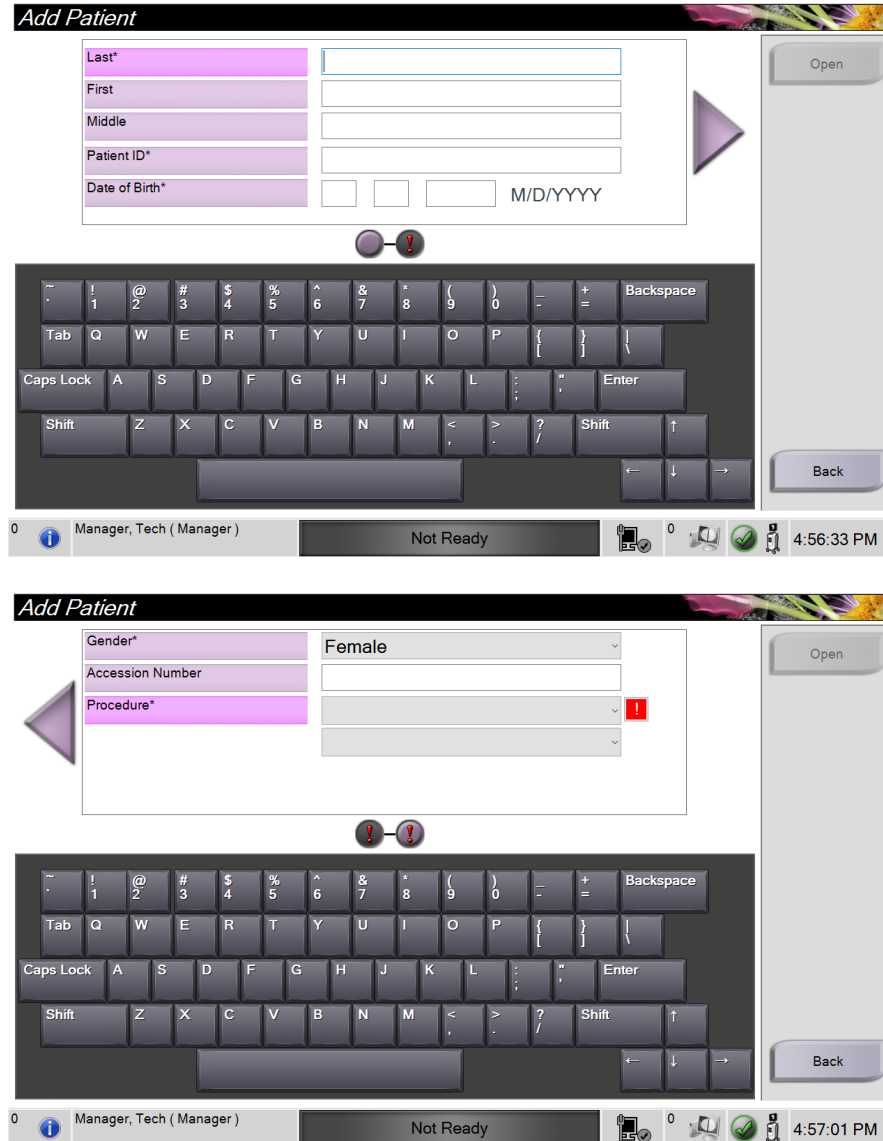 Add Patient
Last*
Open
First
Middle
Patient ID*
Date of Birth* M/D/YYYY
!
~ ! @ # $ % ^ & * ( ) _ + Backspace
` 1 2 3 4 5 6 7 8 9 0 - =
Tab Q W E R T Y U I O P { } |
[ ] \
Caps Lock A S D F G H J K L : " Enter
; '
Shift Z X C V B N M < > ? Shift ↑
, . /
← ↓ →
Back
0 Manager, Tech ( Manager ) Not Ready 0 4:56:33 PM
Add Patient
Gender* Female
Open
Accession Number
Procedure* !
! !
~ ! @ # $ % ^ & * ( ) _ + Backspace
` 1 2 3 4 5 6 7 8 9 0 - =
Tab Q W E R T Y U I O P { } |
[ ] \
Caps Lock A S D F G H J K L : " Enter
; '
Shift Z X C V B N M < > ? Shift ↑
, . /
← ↓ →
Back
0 Manager, Tech ( Manager ) Not Ready 0 4:57:01 PM